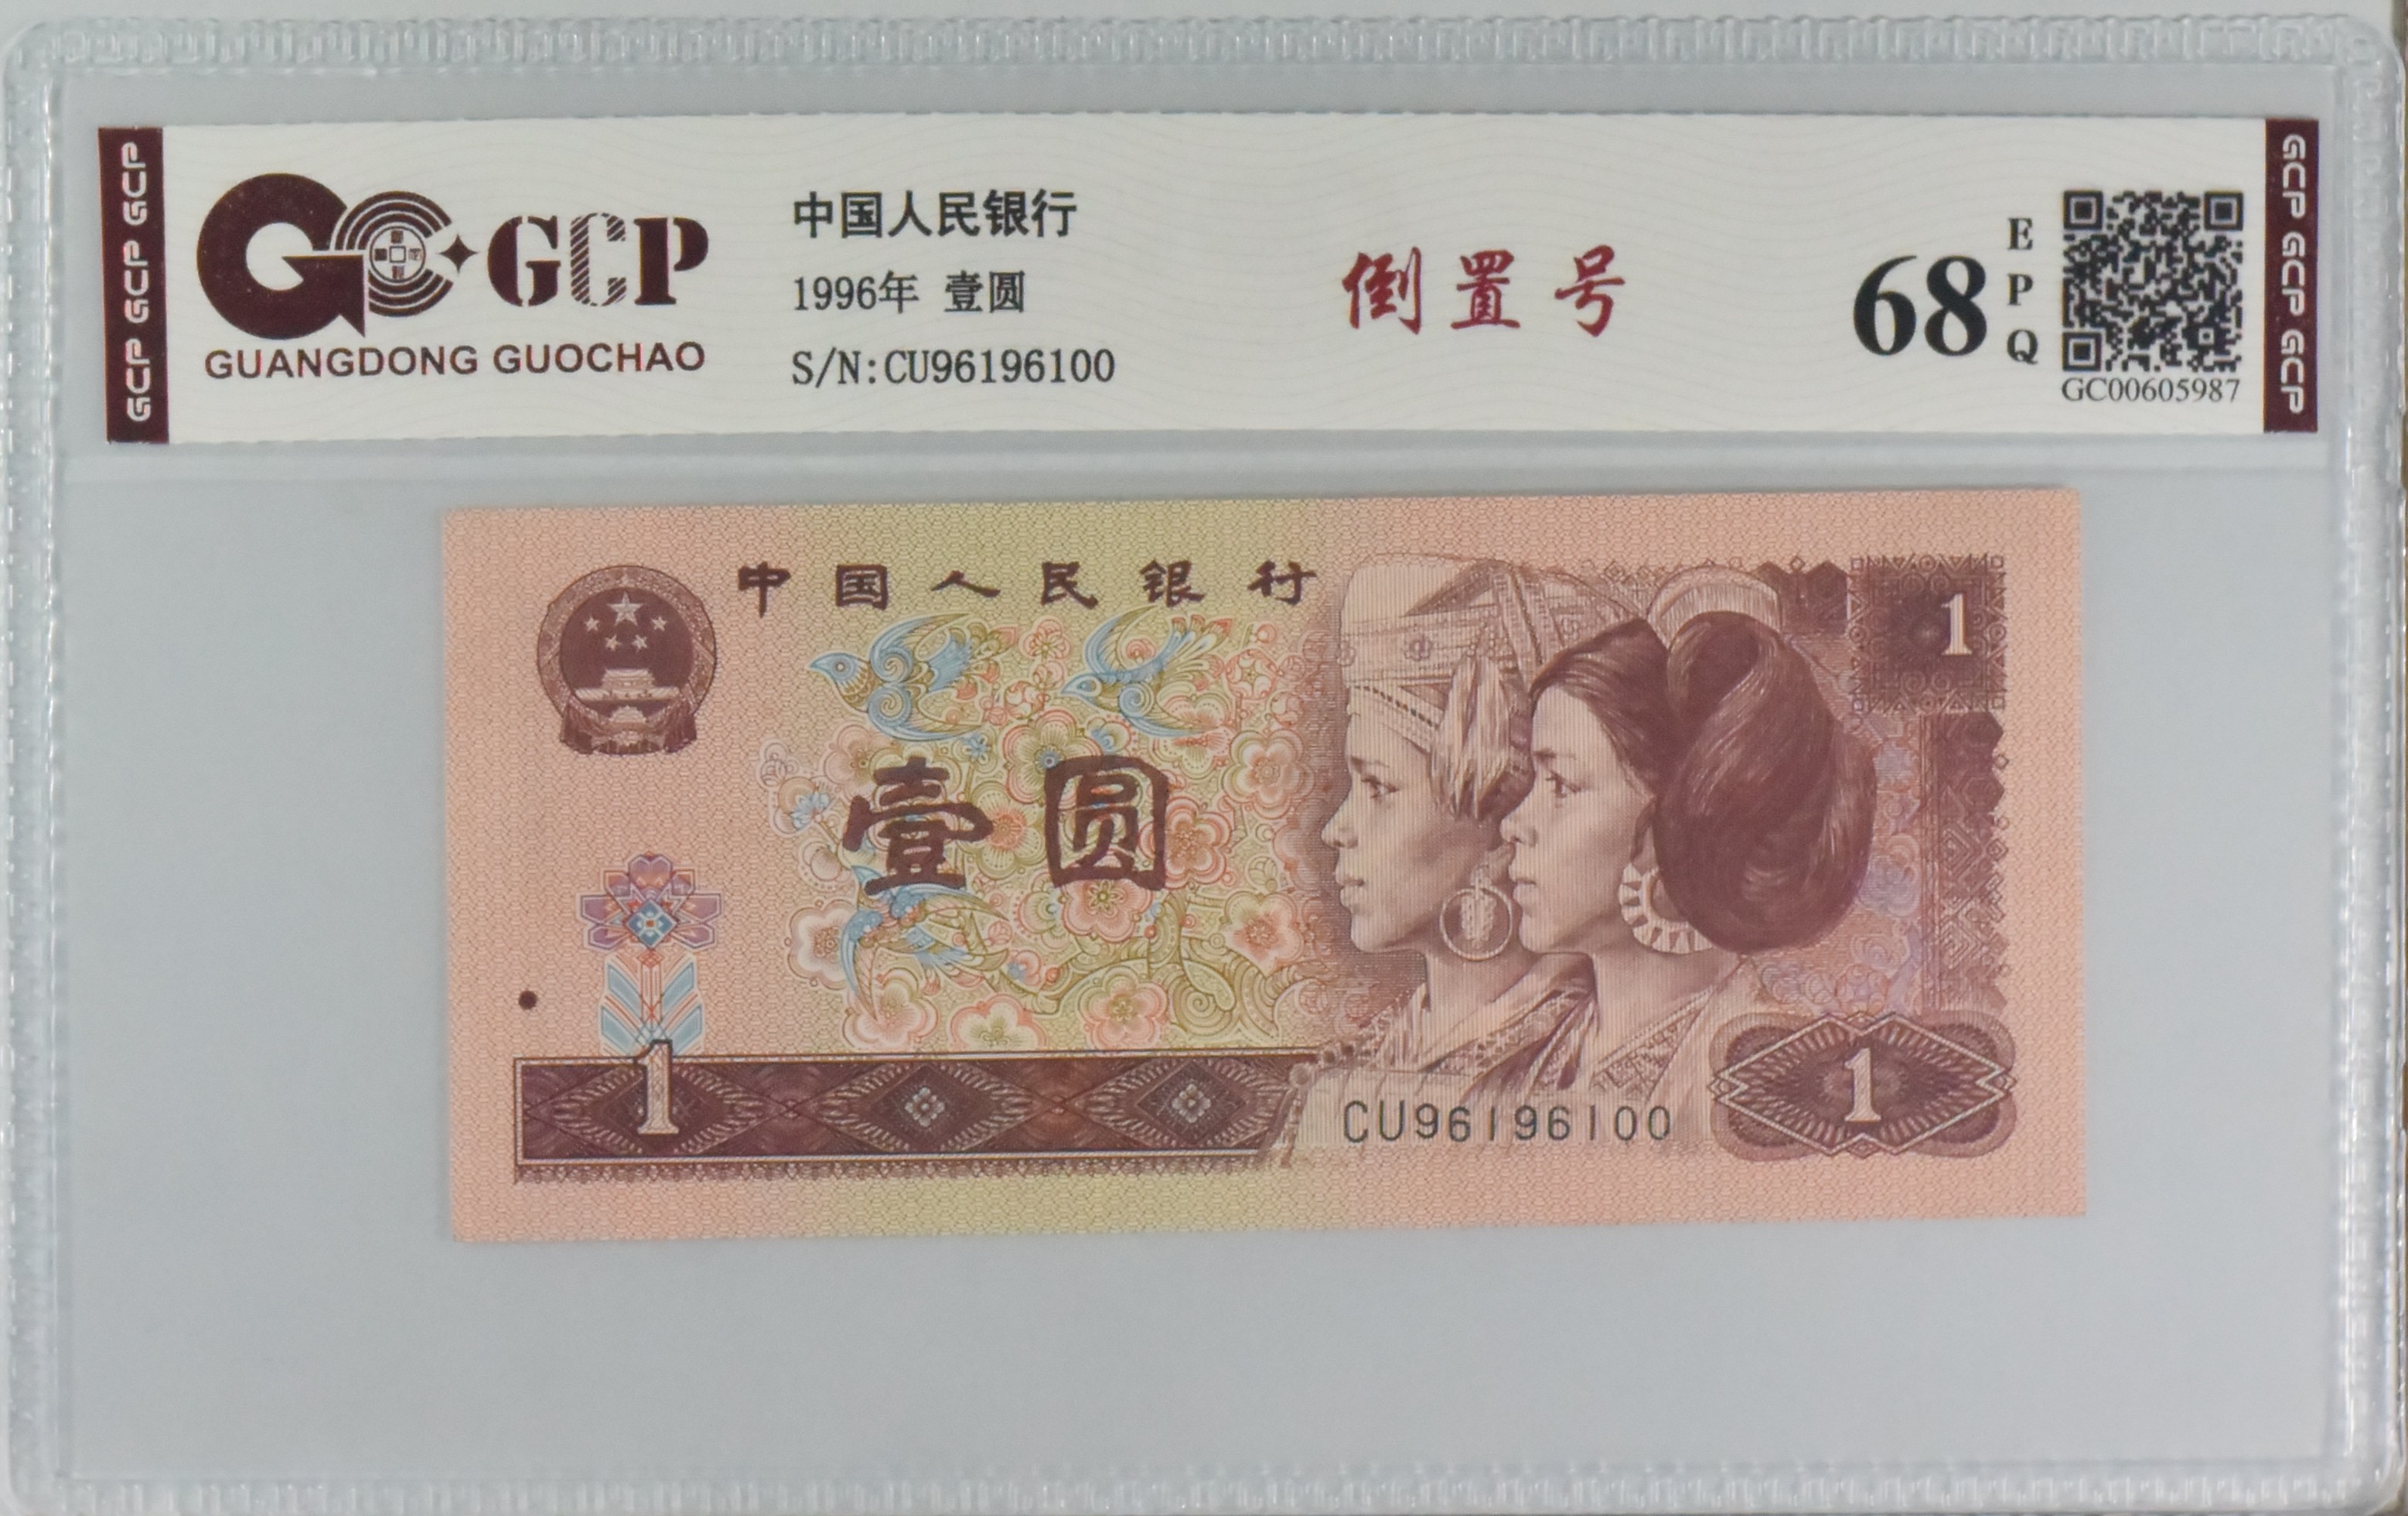 GCP GCP GCP
GCP
GUANGDONG GUOCHAO
中国人民银行
1996年 壹圆
S/N:CU96196100
倒置号
68
E
P
Q
GC00605987
GCP GCP GCP
中国人民银行
1
壹圆
1
CU96196100
1